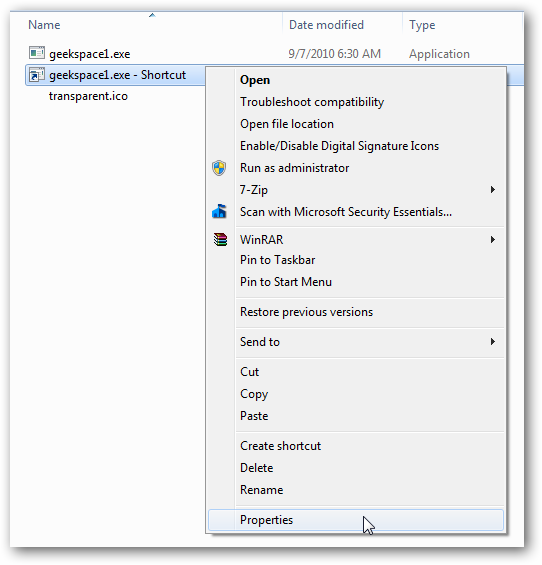 Name Date modified Type
geekspace1.exe 9/7/2010 6:30 AM Application
geekspace1.exe - Shortcut
transparent.ico
Open
Troubleshoot compatibility
Open file location
Enable/Disable Digital Signature Icons
Run as administrator
7-Zip
Scan with Microsoft Security Essentials...
WinRAR
Pin to Taskbar
Pin to Start Menu
Restore previous versions
Send to
Cut
Copy
Paste
Create shortcut
Delete
Rename
Properties